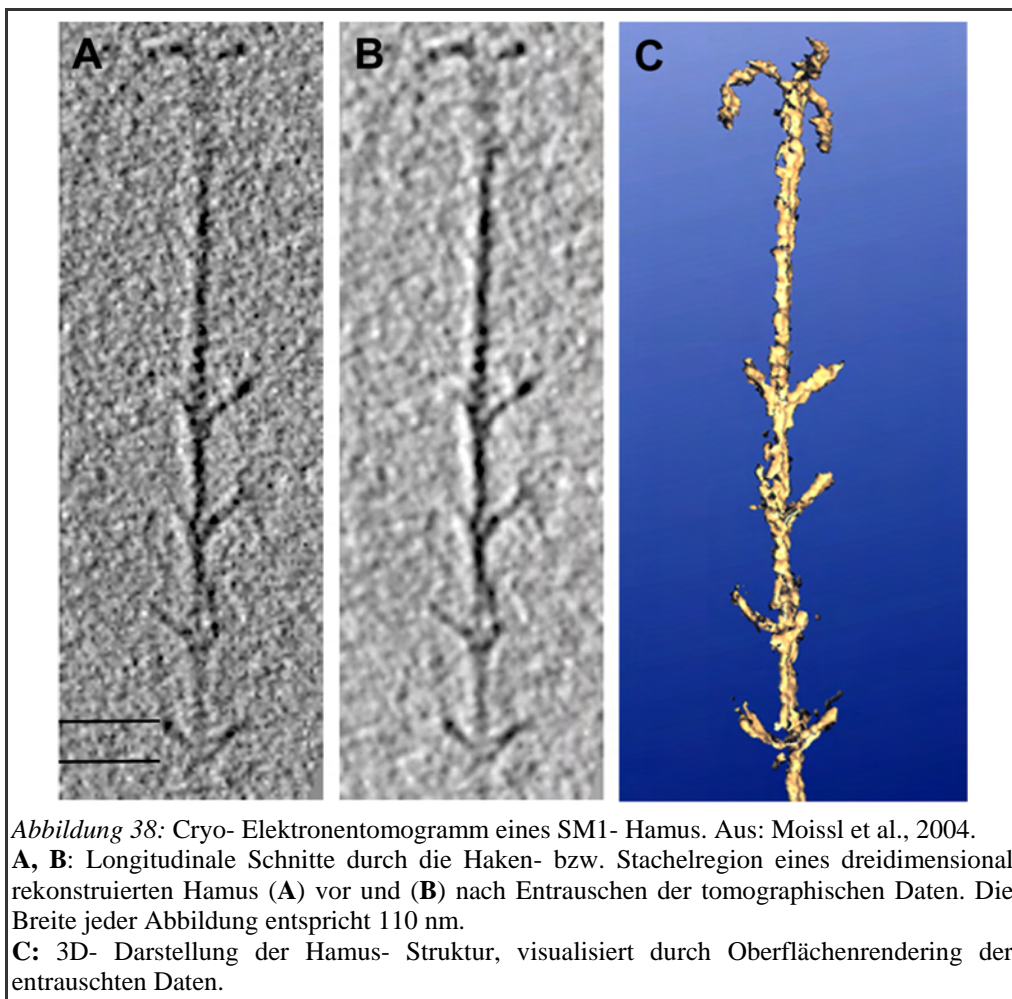 A B C
Abbildung 38: Cryo- Elektronentomogramm eines SM1- Hamus. Aus: Moissl et al., 2004.
A, B: Longitudinale Schnitte durch die Haken- bzw. Stachelregion eines dreidimensional
rekonstruierten Hamus (A) vor und (B) nach Entrauschen der tomographischen Daten. Die
Breite jeder Abbildung entspricht 110 nm.
C: 3D- Darstellung der Hamus- Struktur, visualisiert durch Oberflächenrendering der
entrauschten Daten.